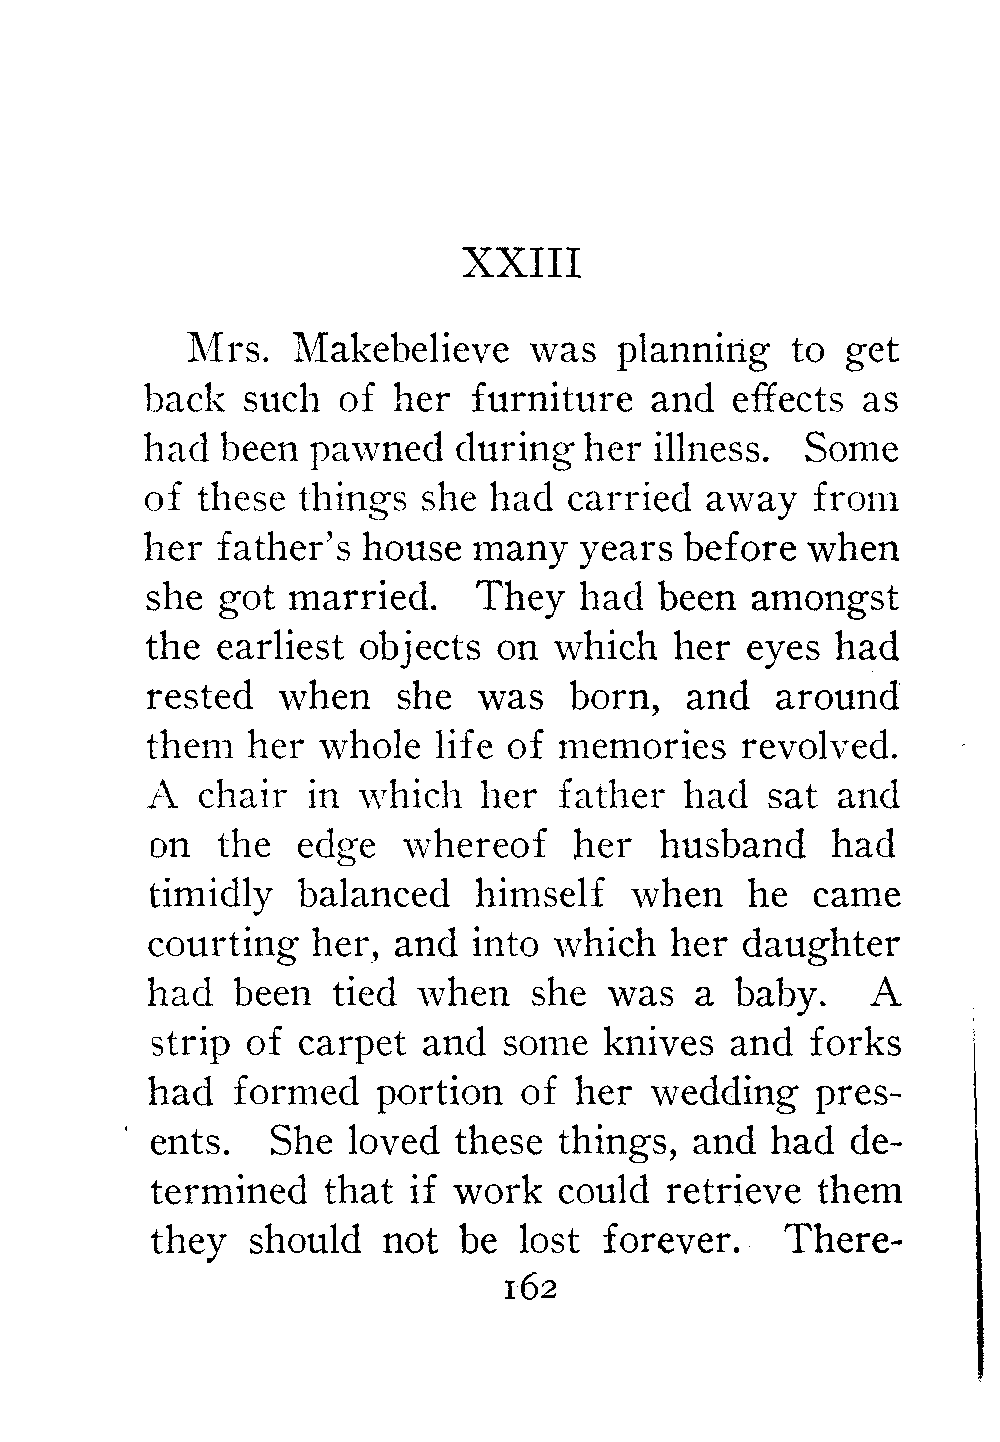 XXIII
Mrs. Makebelieve was planning to get
back such of her furniture and effects as
had been pawned during her illness. Some
of these things she had carried away from
her father's house many years before when
she got married. They had been amongst
the earliest objects on which her eyes had
rested when she was born, and around
them her whole life of memories revolved.
A chair in which her father had sat and
on the edge whereof her husband had
timidly balanced himself when he came
courting her, and into which her daughter
had been tied when she was a baby. A
strip of carpet and some knives and forks
had formed portion of her wedding pres-
ents. She loved these things, and had de-
termined that if work could retrieve them
they should not be lost forever. There-
162